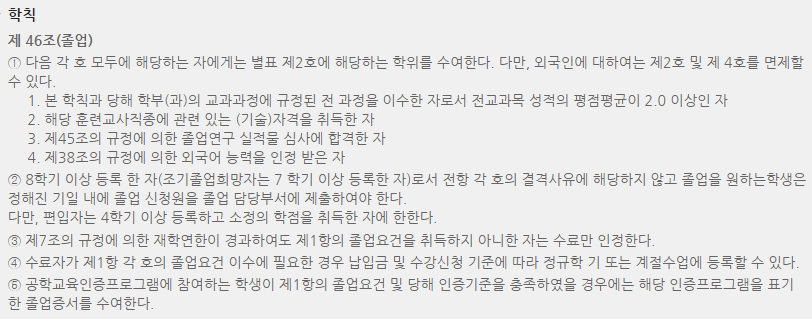 학칙
제 46조(졸업)
① 다음 각 호 모두에 해당하는 자에게는 별표 제2호에 해당하는 학위를 수여한다. 다만, 외국인에 대하여는 제2호 및 제 4호를 면제할
수 있다.
1. 본 학칙과 당해 학부(과)의 교과과정에 규정된 전 과정을 이수한 자로서 전교과목 성적의 평점평균이 2.0 이상인 자
2. 해당 훈련교사직종에 관련 있는 (기술)자격을 취득한 자
3. 제45조의 규정에 의한 졸업연구 실적물 심사에 합격한 자
4. 제38조의 규정에 의한 외국어 능력을 인정 받은 자
② 8학기 이상 등록 한 자(조기졸업희망자는 7 학기 이상 등록한 자)로서 전항 각 호의 결격사유에 해당하지 않고 졸업을 원하는학생은
정해진 기일 내에 졸업 신청원을 졸업 담당부서에 제출하여야 한다.
다만, 편입자는 4학기 이상 등록하고 소정의 학점을 취득한 자에 한한다.
③ 제7조의 규정에 의한 재학연한이 경과하여도 제1항의 졸업요건을 취득하지 아니한 자는 수료만 인정한다.
④ 수료자가 제1항 각 호의 졸업요건 이수에 필요한 경우 납입금 및 수강신청 기준에 따라 정규학 기 또는 계절수업에 등록할 수 있다.
⑥ 공학교육인증프로그램에 참여하는 학생이 제1항의 졸업요건 및 당해 인증기준을 충족하였을 경우에는 해당 인증프로그램을 표기
한 졸업증서를 수여한다.